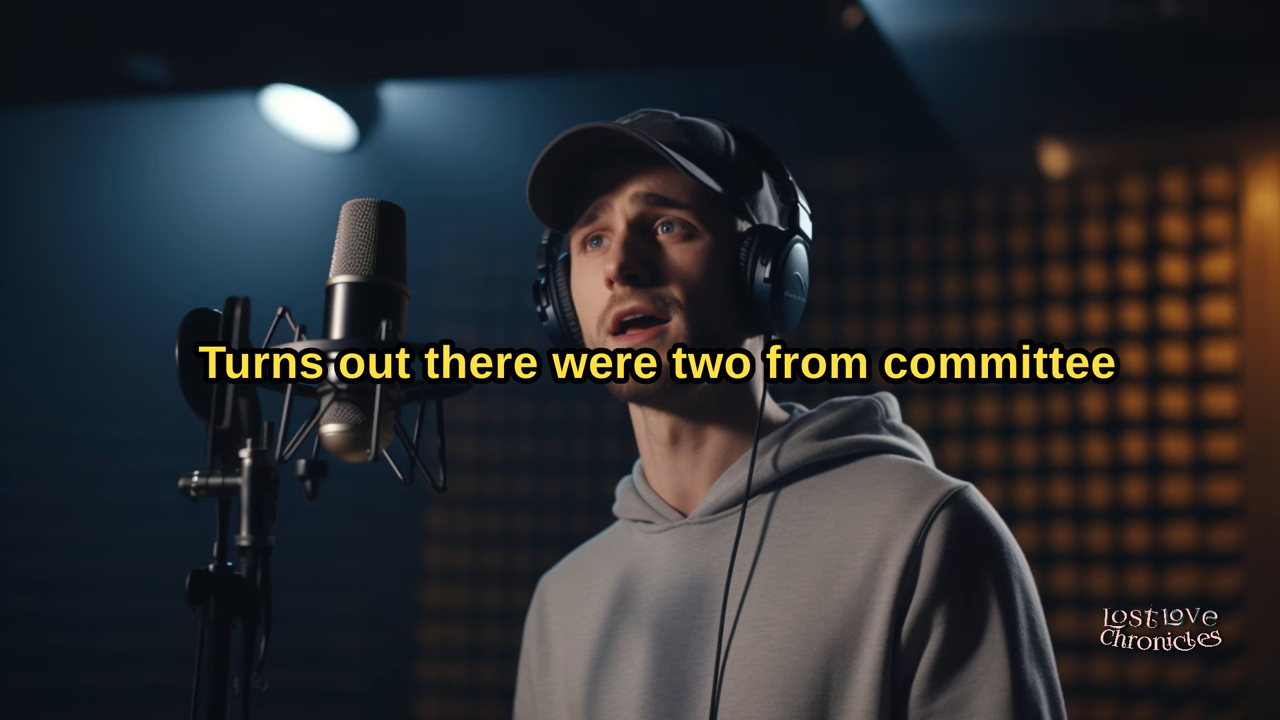 Turns out there were two from committee
Lost love
Chronicles